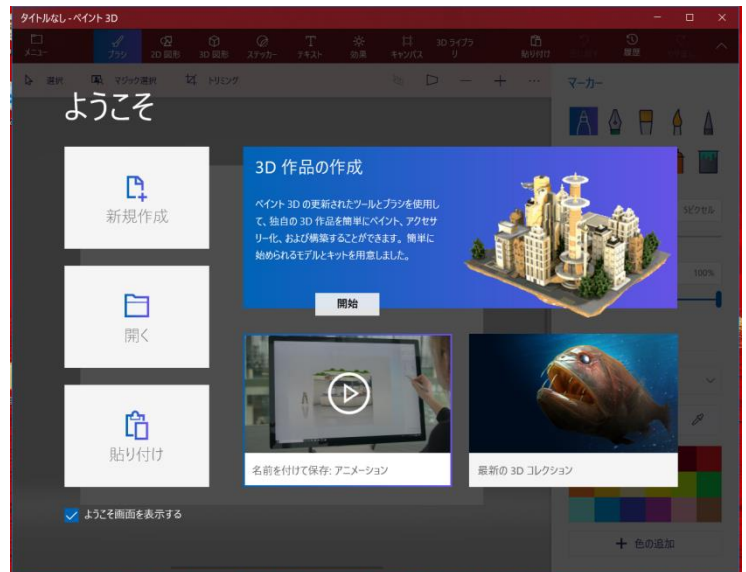 タイトルなし - ペイント 3D
メニュー
ブラシ
2D 図形
3D 図形
ステッカー
テキスト
効果
キャンバス
3D ライブラ
リ
貼り付け
履歴
選択
マジック選択
トリミング
マーカー
ようこそ
新規作成
開く
貼り付け
3D 作品の作成
ペイント 3D の更新されたツールとブラシを使用し
て、独自の 3D 作品を簡単にペイント、アクセサ
リー化、および構築することができます。簡単に
始められるモデルとキットを用意しました。
開始
名前を付けて保存: アニメーション
最新の 3D コレクション
5ピクセル
100%
色の追加
ようこそ画面を表示する